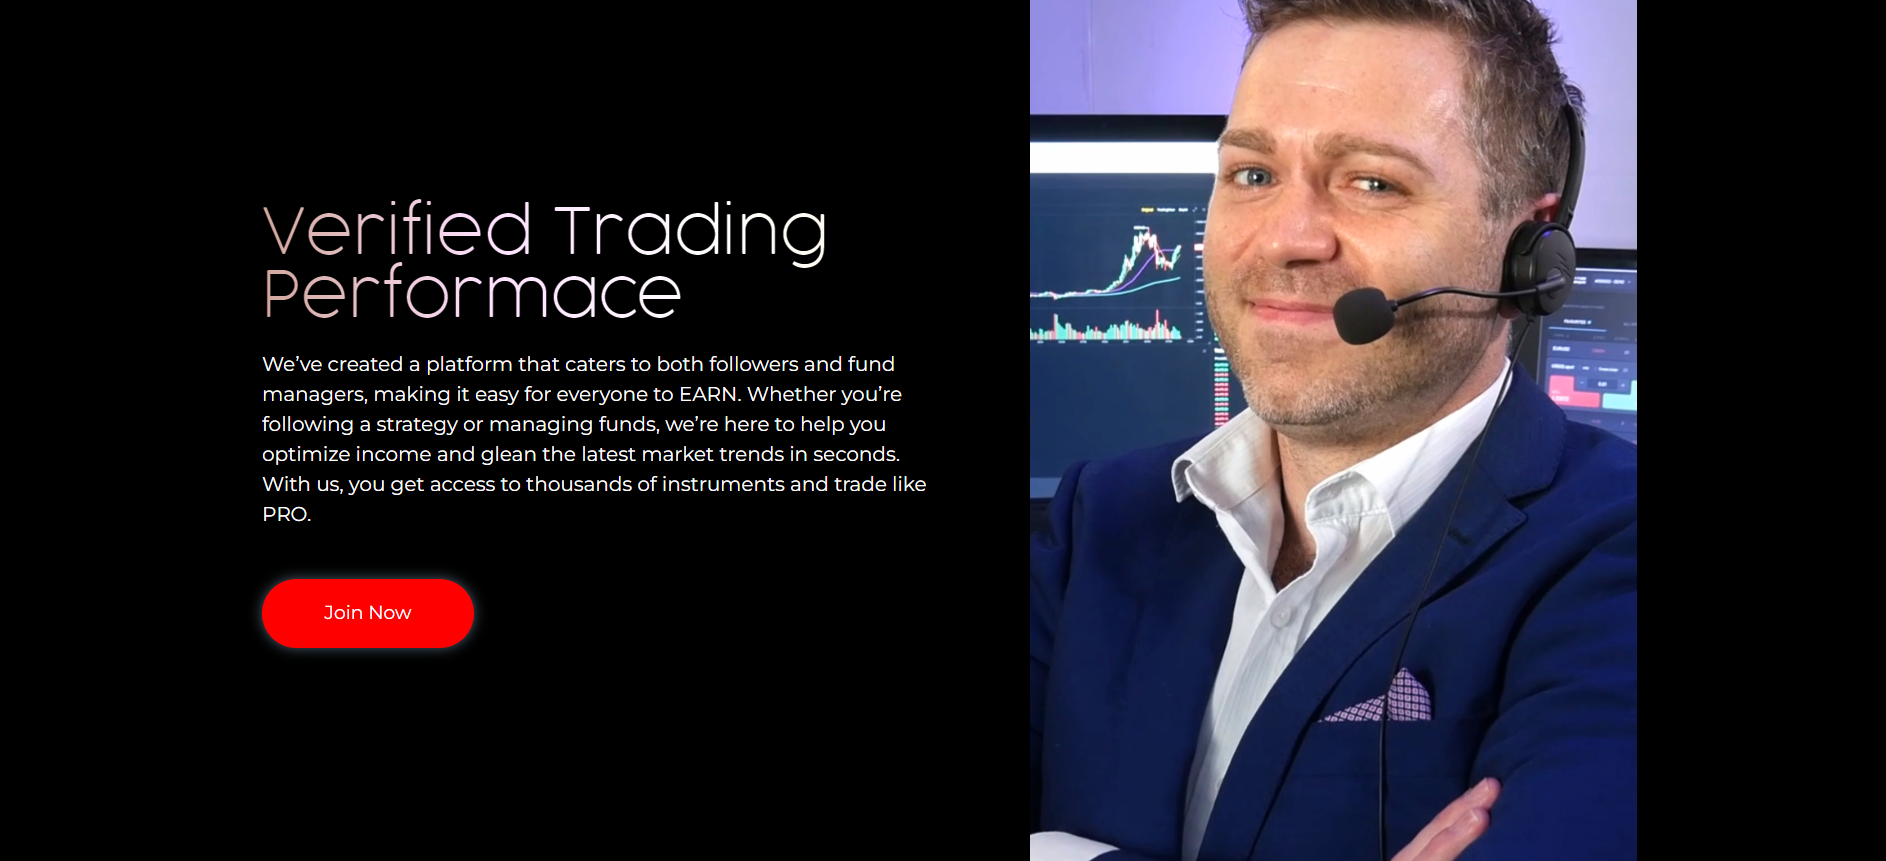 Verified Trading
Performace
We’ve created a platform that caters to both followers and fund
managers, making it easy for everyone to EARN. Whether you’re
following a strategy or managing funds, we’re here to help you
optimize income and glean the latest market trends in seconds.
With us, you get access to thousands of instruments and trade like
PRO.
Join Now